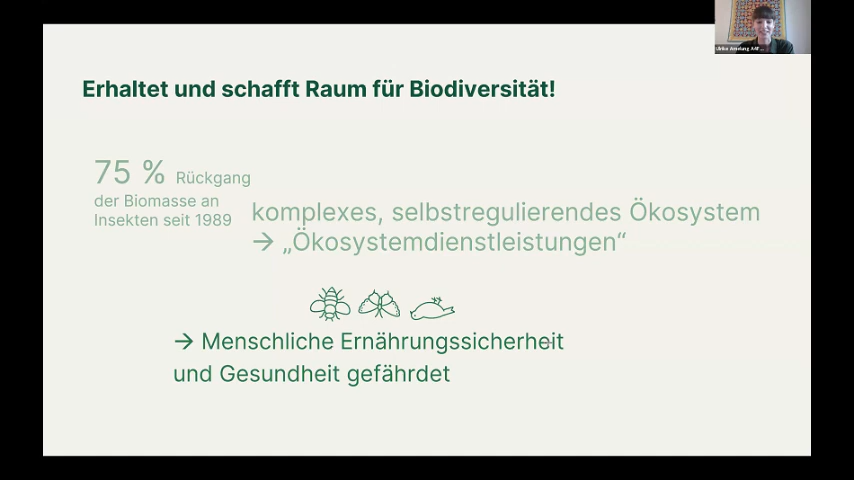 Erhaltet und schafft Raum für Biodiversität!
75 % Rückgang
der Biomasse an
Insekten seit 1989
komplexes, selbstregulierendes Ökosystem
→ „Ökosystemdienstleistungen“
→ Menschliche Ernährungssicherheit
und Gesundheit gefährdet